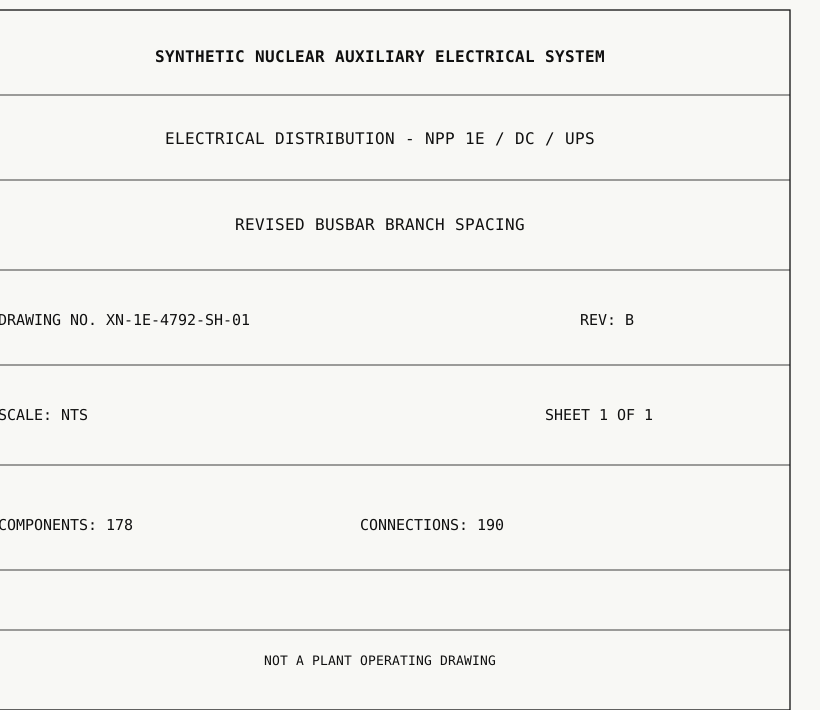 SYNTHETIC NUCLEAR AUXILIARY ELECTRICAL SYSTEM
ELECTRICAL DISTRIBUTION - NPP 1E / DC / UPS
REVISED BUSBAR BRANCH SPACING
DRAWING NO. XN-1E-4792-SH-01 REV: B
SCALE: NTS SHEET 1 OF 1
COMPONENTS: 178 CONNECTIONS: 190
NOT A PLANT OPERATING DRAWING